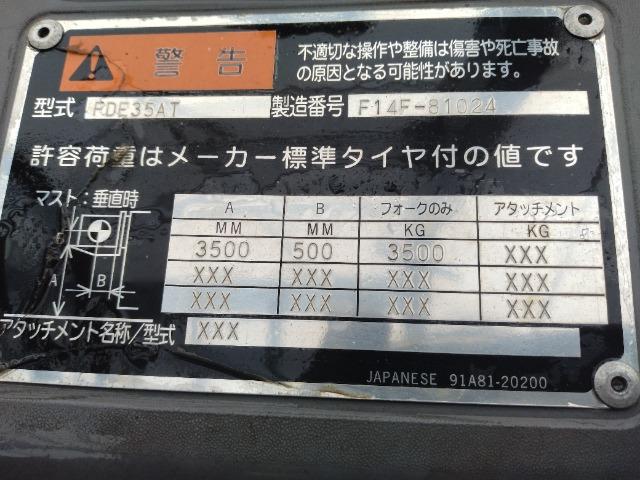 警告
不適切な操作や整備は傷害や死亡事故
の原因となる可能性があります。
型式 FDE35AT 製造番号 F14F-81024
許容荷重はメーカー標準タイヤ付の値です
マスト:垂直時
A B フォークのみ アタッチメント
MM MM KG KG
3500 500 3500 XXX
XXX XXX XXX XXX
XXX XXX XXX XXX
A
B
アタッチメント名称/型式 XXX
JAPANESE 91A81-20200